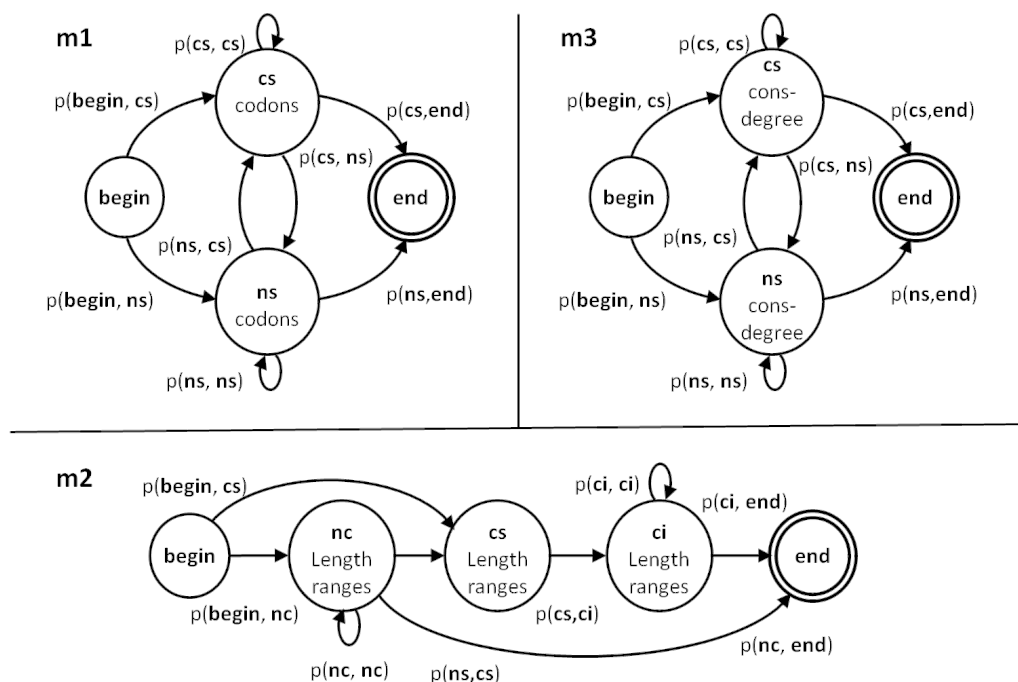 m1
p(cs, cs)
cs
codons
p(begin, cs)
p(cs,end)
p(cs, ns)
begin
end
p(ns, cs)
ns
codons
p(begin, ns)
p(ns,end)
p(ns, ns)
m3
p(cs, cs)
cs
cons-
degree
p(begin, cs)
p(cs,end)
p(cs, ns)
begin
end
p(ns, cs)
ns
cons-
degree
p(begin, ns)
p(ns,end)
p(ns, ns)
m2
p(begin, cs)
p(ci, ci)
p(ci, end)
begin
nc
Length
ranges
cs
Length
ranges
ci
Length
ranges
end
p(begin, nc)
p(cs,ci)
p(nc, end)
p(nc, nc)
p(ns,cs)